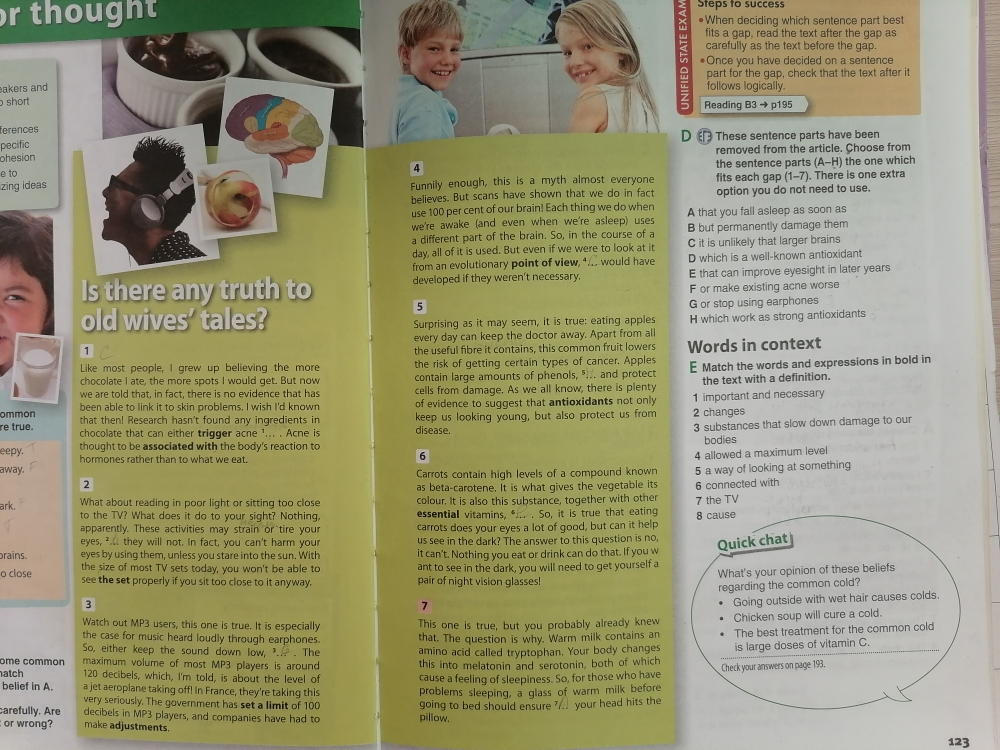 or thought
eakers and
o short
ferences
pecific
ohesion
e to
izing ideas
ommon
re true.
eepy.
away.
ark.
brains.
o close
ome common
natch
belief in A.
carefully. Are
t or wrong?
Is there any truth to
old wives' tales?
1
Like most people, I grew up believing the more
chocolate I ate, the more spots I would get. But now
we are told that, in fact, there is no evidence that has
been able to link it to skin problems. I wish I'd known
that then! Research hasn't found any ingredients in
chocolate that can either trigger acne 1... . Acne is
thought to be associated with the body's reaction to
hormones rather than to what we eat.
2
What about reading in poor light or sitting too close
to the TV? What does it do to your sight? Nothing,
apparently. These activities may strain or tire your
eyes, 2... they will not. In fact, you can't harm your
eyes by using them, unless you stare into the sun. With
the size of most TV sets today, you won't be able to
see the set properly if you sit too close to it anyway.
3
Watch out MP3 users, this one is true. It is especially
the case for music heard loudly through earphones.
So, either keep the sound down low, 3... . The
maximum volume of most MP3 players is around
120 decibels, which, I'm told, is about the level of
a jet aeroplane taking off! In France, they're taking this
very seriously. The government has set a limit of 100
decibels in MP3 players, and companies have had to
make adjustments.
4
Funnily enough, this is a myth almost everyone
believes. But scans have shown that we do in fact
use 100 per cent of our brain! Each thing we do when
we're awake (and even when we're asleep) uses
a different part of the brain. So, in the course of a
day, all of it is used. But even if we were to look at it
from an evolutionary point of view, 4... would have
developed if they weren't necessary.
5
Surprising as it may seem, it is true: eating apples
every day can keep the doctor away. Apart from all
the useful fibre it contains, this common fruit lowers
the risk of getting certain types of cancer. Apples
contain large amounts of phenols, 5... and protect
cells from damage. As we all know, there is plenty
of evidence to suggest that antioxidants not only
keep us looking young, but also protect us from
disease.
6
Carrots contain high levels of a compound known
as beta-carotene. It is what gives the vegetable its
colour. It is also this substance, together with other
essential vitamins, 6... . So, it is true that eating
carrots does your eyes a lot of good, but can it help
us see in the dark? The answer to this question is no,
it can't. Nothing you eat or drink can do that. If you w
ant to see in the dark, you will need to get yourself a
pair of night vision glasses!
7
This one is true, but you probably already knew
that. The question is why. Warm milk contains an
amino acid called tryptophan. Your body changes
this into melatonin and serotonin, both of which
cause a feeling of sleepiness. So, for those who have
problems sleeping, a glass of warm milk before
going to bed should ensure 7... your head hits the
pillow.
UNIFIED STATE EXAM
Steps to success
• When deciding which sentence part best
fits a gap, read the text after the gap as
carefully as the text before the gap.
• Once you have decided on a sentence
part for the gap, check that the text after it
follows logically.
Reading B3 → p195
D These sentence parts have been
removed from the article. Choose from
the sentence parts (A–H) the one which
fits each gap (1–7). There is one extra
option you do not need to use.
A that you fall asleep as soon as
B but permanently damage them
C it is unlikely that larger brains
D which is a well-known antioxidant
E that can improve eyesight in later years
F or make existing acne worse
G or stop using earphones
H which work as strong antioxidants
Words in context
E Match the words and expressions in bold in
the text with a definition.
1 important and necessary
2 changes
3 substances that slow down damage to our
bodies
4 allowed a maximum level
5 a way of looking at something
6 connected with
7 the TV
8 cause
Quick chat
What's your opinion of these beliefs
regarding the common cold?
• Going outside with wet hair causes colds.
• Chicken soup will cure a cold.
• The best treatment for the common cold
is large doses of vitamin C.
Check your answers on page 193.
123